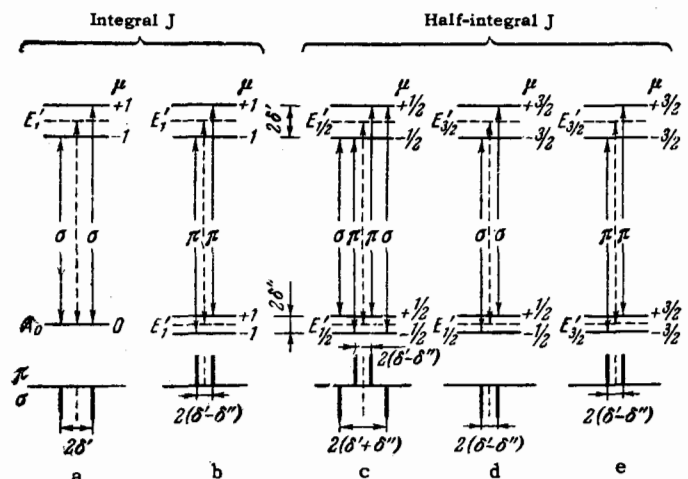 Integral J
Half-integral J
μ μ μ μ μ
+1 +1 +1/2 +3/2 +3/2
E₁′ E₁′ 2δ′ E′₁/₂ E′₃/₂ E′₃/₂
-1 -1 -1/2 -3/2 -3/2
σ σ π π σ π π σ σ σ π π
2δ″
A₀ 0 E₁′ +1 -1 E′₁/₂ +1/2 -1/2 E′₁/₂ +1/2 -1/2 E′₃/₂ +3/2 -3/2
2(δ′-δ″)
π
σ
2δ′ 2(δ′-δ″) 2(δ′+δ″) 2(δ′-δ″) 2(δ′-δ″)
a b c d e